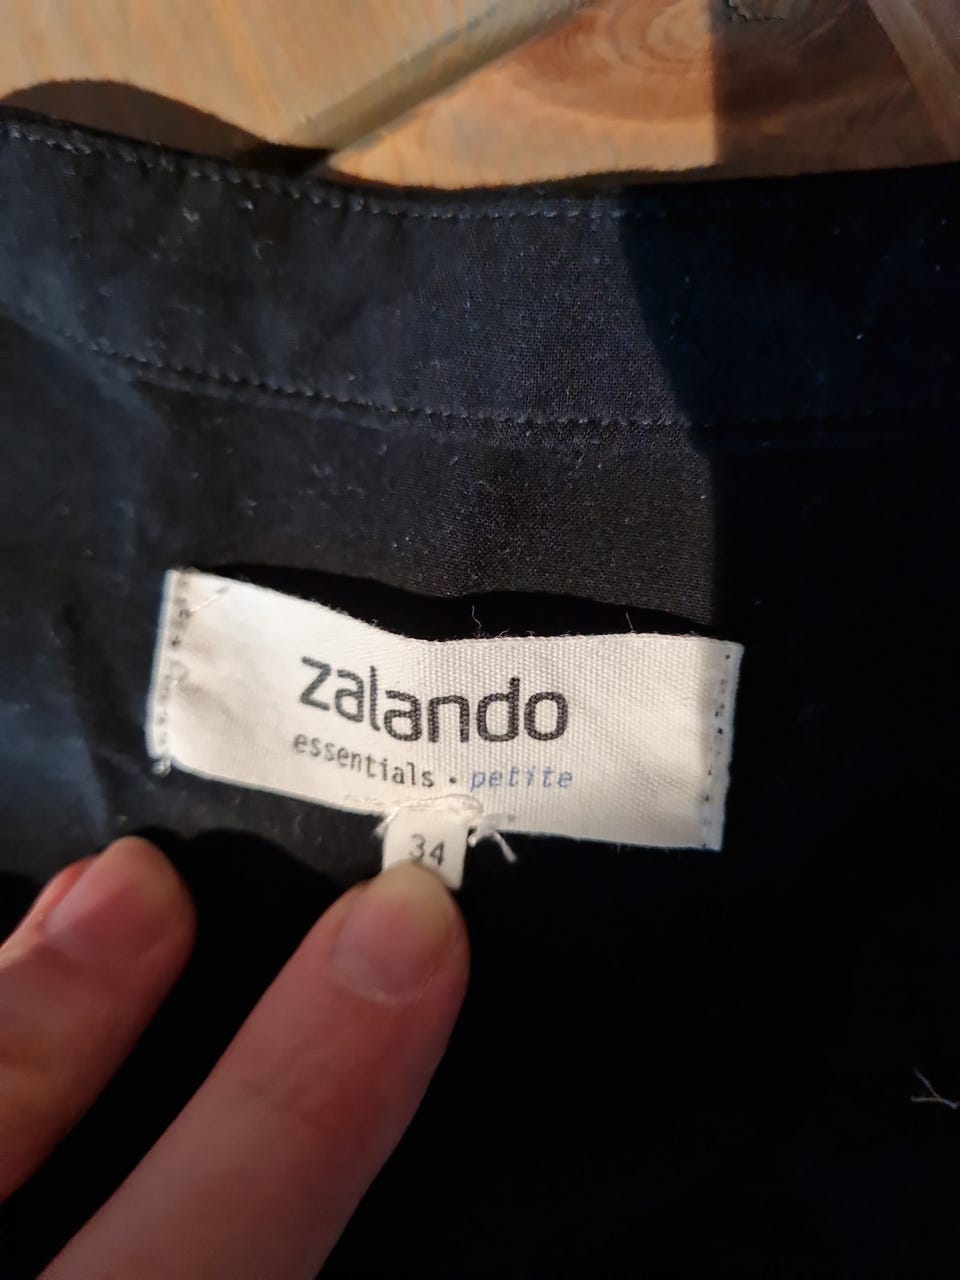 zalando
essentials · petite
34